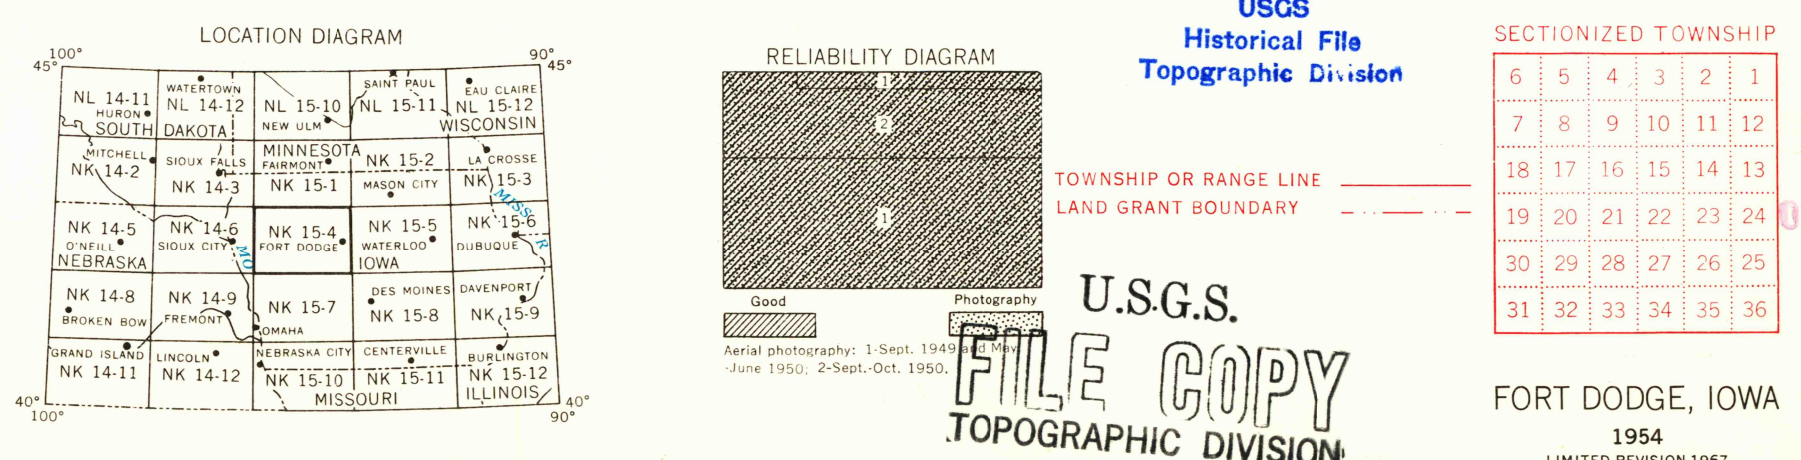 LOCATION DIAGRAM
100°
90°
45°
45°
NL 14-11
HURON
SOUTH DAKOTA
WATERTOWN
NL 14-12
NL 15-10
NEW ULM
SAINT PAUL
NL 15-11
EAU CLAIRE
NL 15-12
WISCONSIN
MITCHELL
NK 14-2
SIOUX FALLS
NK 14-3
MINNESOTA
FAIRMONT
NK 15-1
NK 15-2
MASON CITY
LA CROSSE
NK 15-3
MISS
R
NK 14-5
O'NEILL
NEBRASKA
NK 14-6
SIOUX CITY
MO
NK 15-4
FORT DODGE
NK 15-5
WATERLOO
IOWA
NK 15-6
DUBUQUE
NK 14-8
BROKEN BOW
NK 14-9
FREMONT
NK 15-7
OMAHA
DES MOINES
NK 15-8
DAVENPORT
NK 15-9
GRAND ISLAND
NK 14-11
LINCOLN
NK 14-12
NEBRASKA CITY
NK 15-10
CENTERVILLE
NK 15-11
MISSOURI
BURLINGTON
NK 15-12
ILLINOIS
40°
40°
100°
90°
RELIABILITY DIAGRAM
1
2
1
Good
Photography
Aerial photography: 1-Sept. 1949 and May
-June 1950; 2-Sept.-Oct. 1950.
USGS
Historical File
Topographic Division
TOWNSHIP OR RANGE LINE
LAND GRANT BOUNDARY
U.S.G.S.
FILE COPY
TOPOGRAPHIC DIVISION
SECTIONIZED TOWNSHIP
6 5 4 3 2 1
7 8 9 10 11 12
18 17 16 15 14 13
19 20 21 22 23 24
30 29 28 27 26 25
31 32 33 34 35 36
FORT DODGE, IOWA
1954
LIMITED REVISION 1967